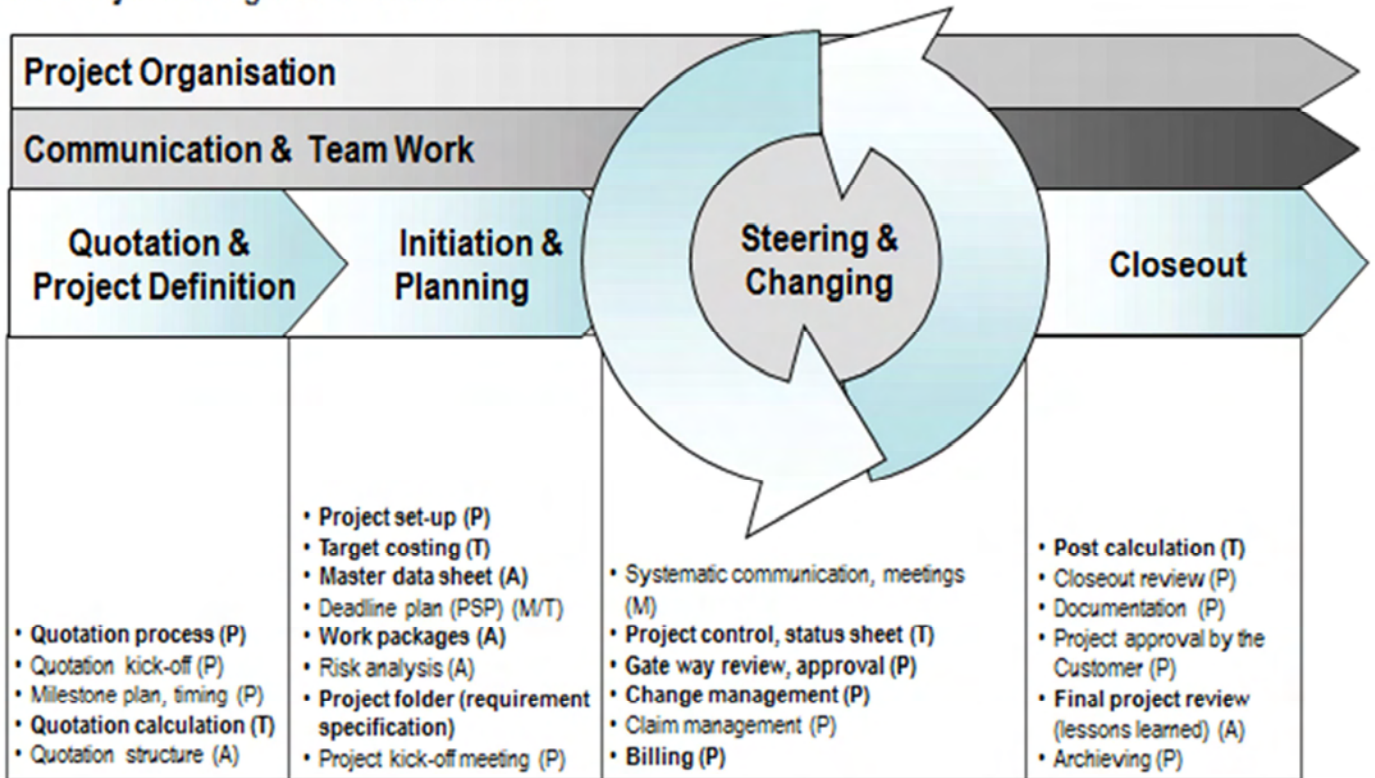 Project Organisation
Communication & Team Work
Quotation &
Project Definition
Initiation &
Planning
Steering &
Changing
Closeout
• Quotation process (P)
• Quotation kick-off (P)
• Milestone plan, timing (P)
• Quotation calculation (T)
• Quotation structure (A)
• Project set-up (P)
• Target costing (T)
• Master data sheet (A)
• Deadline plan (PSP) (M/T)
• Work packages (A)
• Risk analysis (A)
• Project folder (requirement
specification)
• Project kick-off meeting (P)
• Systematic communication, meetings
(M)
• Project control, status sheet (T)
• Gate way review, approval (P)
• Change management (P)
• Claim management (P)
• Billing (P)
• Post calculation (T)
• Closeout review (P)
• Documentation (P)
• Project approval by the
Customer (P)
• Final project review
(lessons learned) (A)
• Archieving (P)